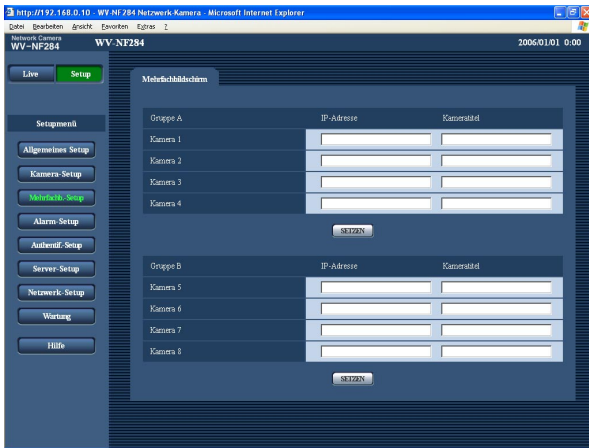 http://192.168.0.10 - WV-NF284 Netzwerk-Kamera - Microsoft Internet Explorer
Datei Bearbeiten Ansicht Favoriten Extras ?
Network Camera
WV-NF284
WV-NF284
2006/01/01 0:00
Live Setup
Mehrfachbildschirm
Setupmenü
Allgemeines Setup
Kamera-Setup
Mehrfachb.-Setup
Alarm-Setup
Authentif.-Setup
Server-Setup
Netzwerk-Setup
Wartung
Hilfe
Gruppe A IP-Adresse Kameratitel
Kamera 1
Kamera 2
Kamera 3
Kamera 4
SETZEN
Gruppe B IP-Adresse Kameratitel
Kamera 5
Kamera 6
Kamera 7
Kamera 8
SETZEN